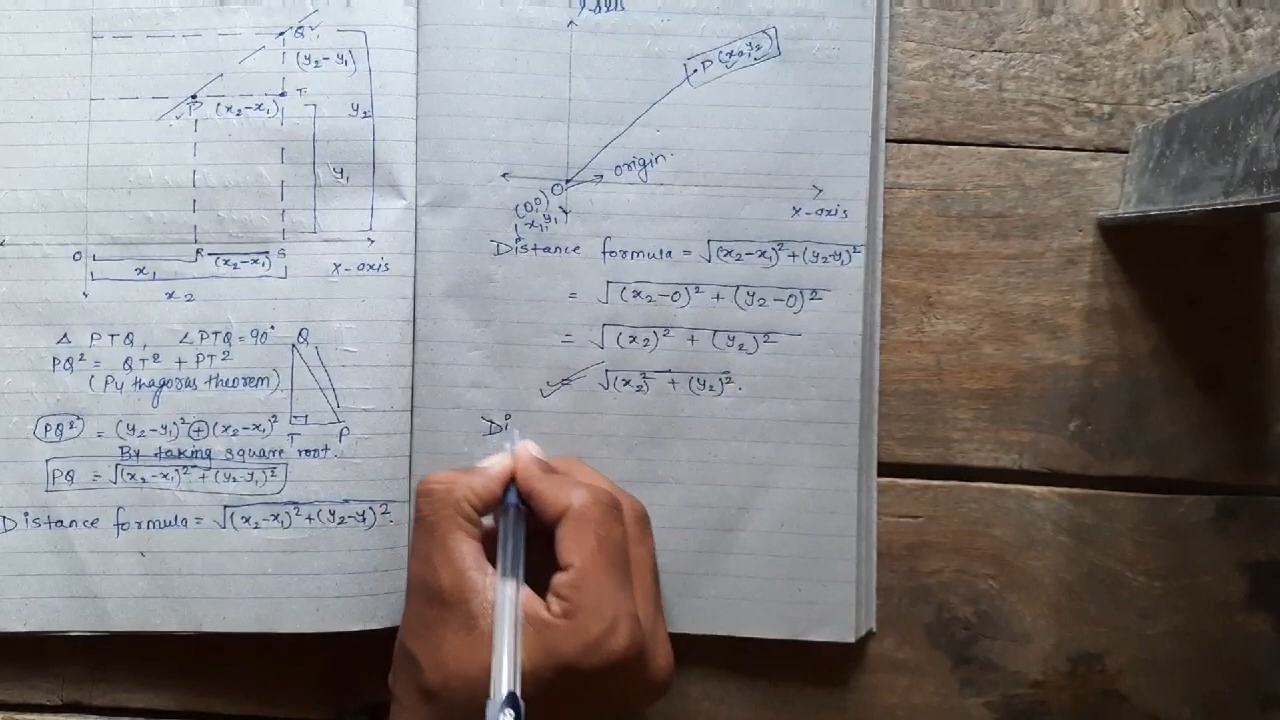 Q
(y₂-y₁)
P
(x₂-x₁)
T
y₂
y₁
O
R
(x₂-x₁)
S
x₁
X-axis
x₂
△ PTQ, ∠PTQ=90°
PQ² = QT² + PT²
(Pythagoras theorem)
Q
T
P
PQ² = (y₂-y₁)² + (x₂-x₁)²
By taking square root.
PQ = √(x₂-x₁)² + (y₂-y₁)²
Distance formula = √(x₂-x₁)²+(y₂-y₁)².
P(x₂,y₂)
origin.
O
(0,0)
x₁,y₁
X-axis
Distance formula = √(x₂-x₁)²+(y₂-y₁)²
= √(x₂-0)² + (y₂-0)²
= √(x₂)² + (y₂)²
= √(x₂)² + (y₂)².
Di